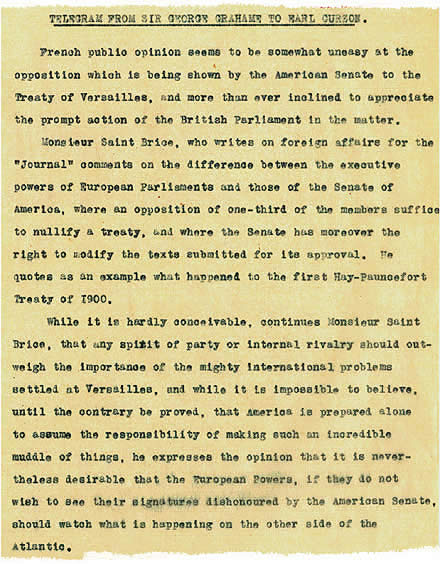 TELEGRAM FROM SIR GEORGE GRAHAME TO EARL CURZON.
French public opinion seems to be somewhat uneasy at the
opposition which is being shown by the American Senate to the
Treaty of Versailles, and more than ever inclined to appreciate
the prompt action of the British Parliament in the matter.
Monsieur Saint Brice, who writes on foreign affairs for the
"Journal" comments on the difference between the executive
powers of European Parliaments and those of the Senate of
America, where an opposition of one-third of the members suffice
to nullify a treaty, and where the Senate has moreover the
right to modify the texts submitted for its approval. He
quotes as an example what happened to the first Hay-Pauncefort
Treaty of 1900.
While it is hardly conceivable, continues Monsieur Saint
Brice, that any spirit of party or internal rivalry should out-
weigh the importance of the mighty international problems
settled at Versailles, and while it is impossible to believe,
until the contrary be proved, that America is prepared alone
to assume the responsibility of making such an incredible
muddle of things, he expresses the opinion that it is never-
theless desirable that the European Powers, if they do not
wish to see their signatures dishonoured by the American Senate,
should watch what is happening on the other side of the
Atlantic.